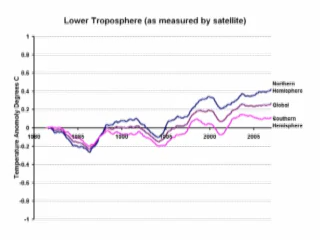 Lower Troposphere (as measured by satellite)
Temperature Anomoly Degrees C
1
0.8
0.6
0.4
0.2
0
-0.2
-0.4
-0.6
-0.8
-1
1980
1985
1990
1995
2000
2005
Northern
Hemisphere
Global
Southern
Hemisphere